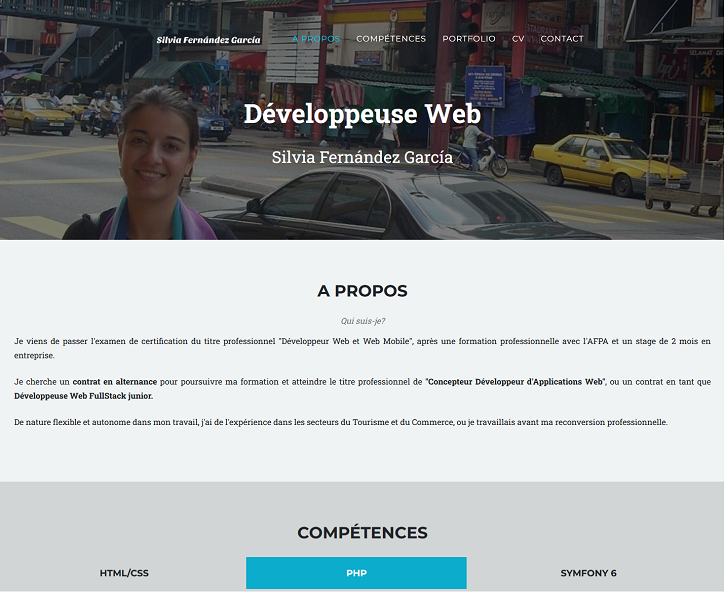 Silvia Fernández García
A PROPOS
COMPÉTENCES
PORTFOLIO
CV
CONTACT
Développeuse Web
Silvia Fernández García
A PROPOS
Qui suis-je?
Je viens de passer l'examen de certification du titre professionnel "Développeur Web et Web Mobile", après une formation professionnelle avec l'AFPA et un stage de 2 mois en
entreprise.
Je cherche un contrat en alternance pour poursuivre ma formation et atteindre le titre professionnel de "Concepteur Développeur d'Applications Web", ou un contrat en tant que
Développeuse Web FullStack junior.
De nature flexible et autonome dans mon travail, j'ai de l'expérience dans les secteurs du Tourisme et du Commerce, ou je travaillais avant ma reconversion professionnelle.
COMPÉTENCES
HTML/CSS
PHP
SYMFONY 6